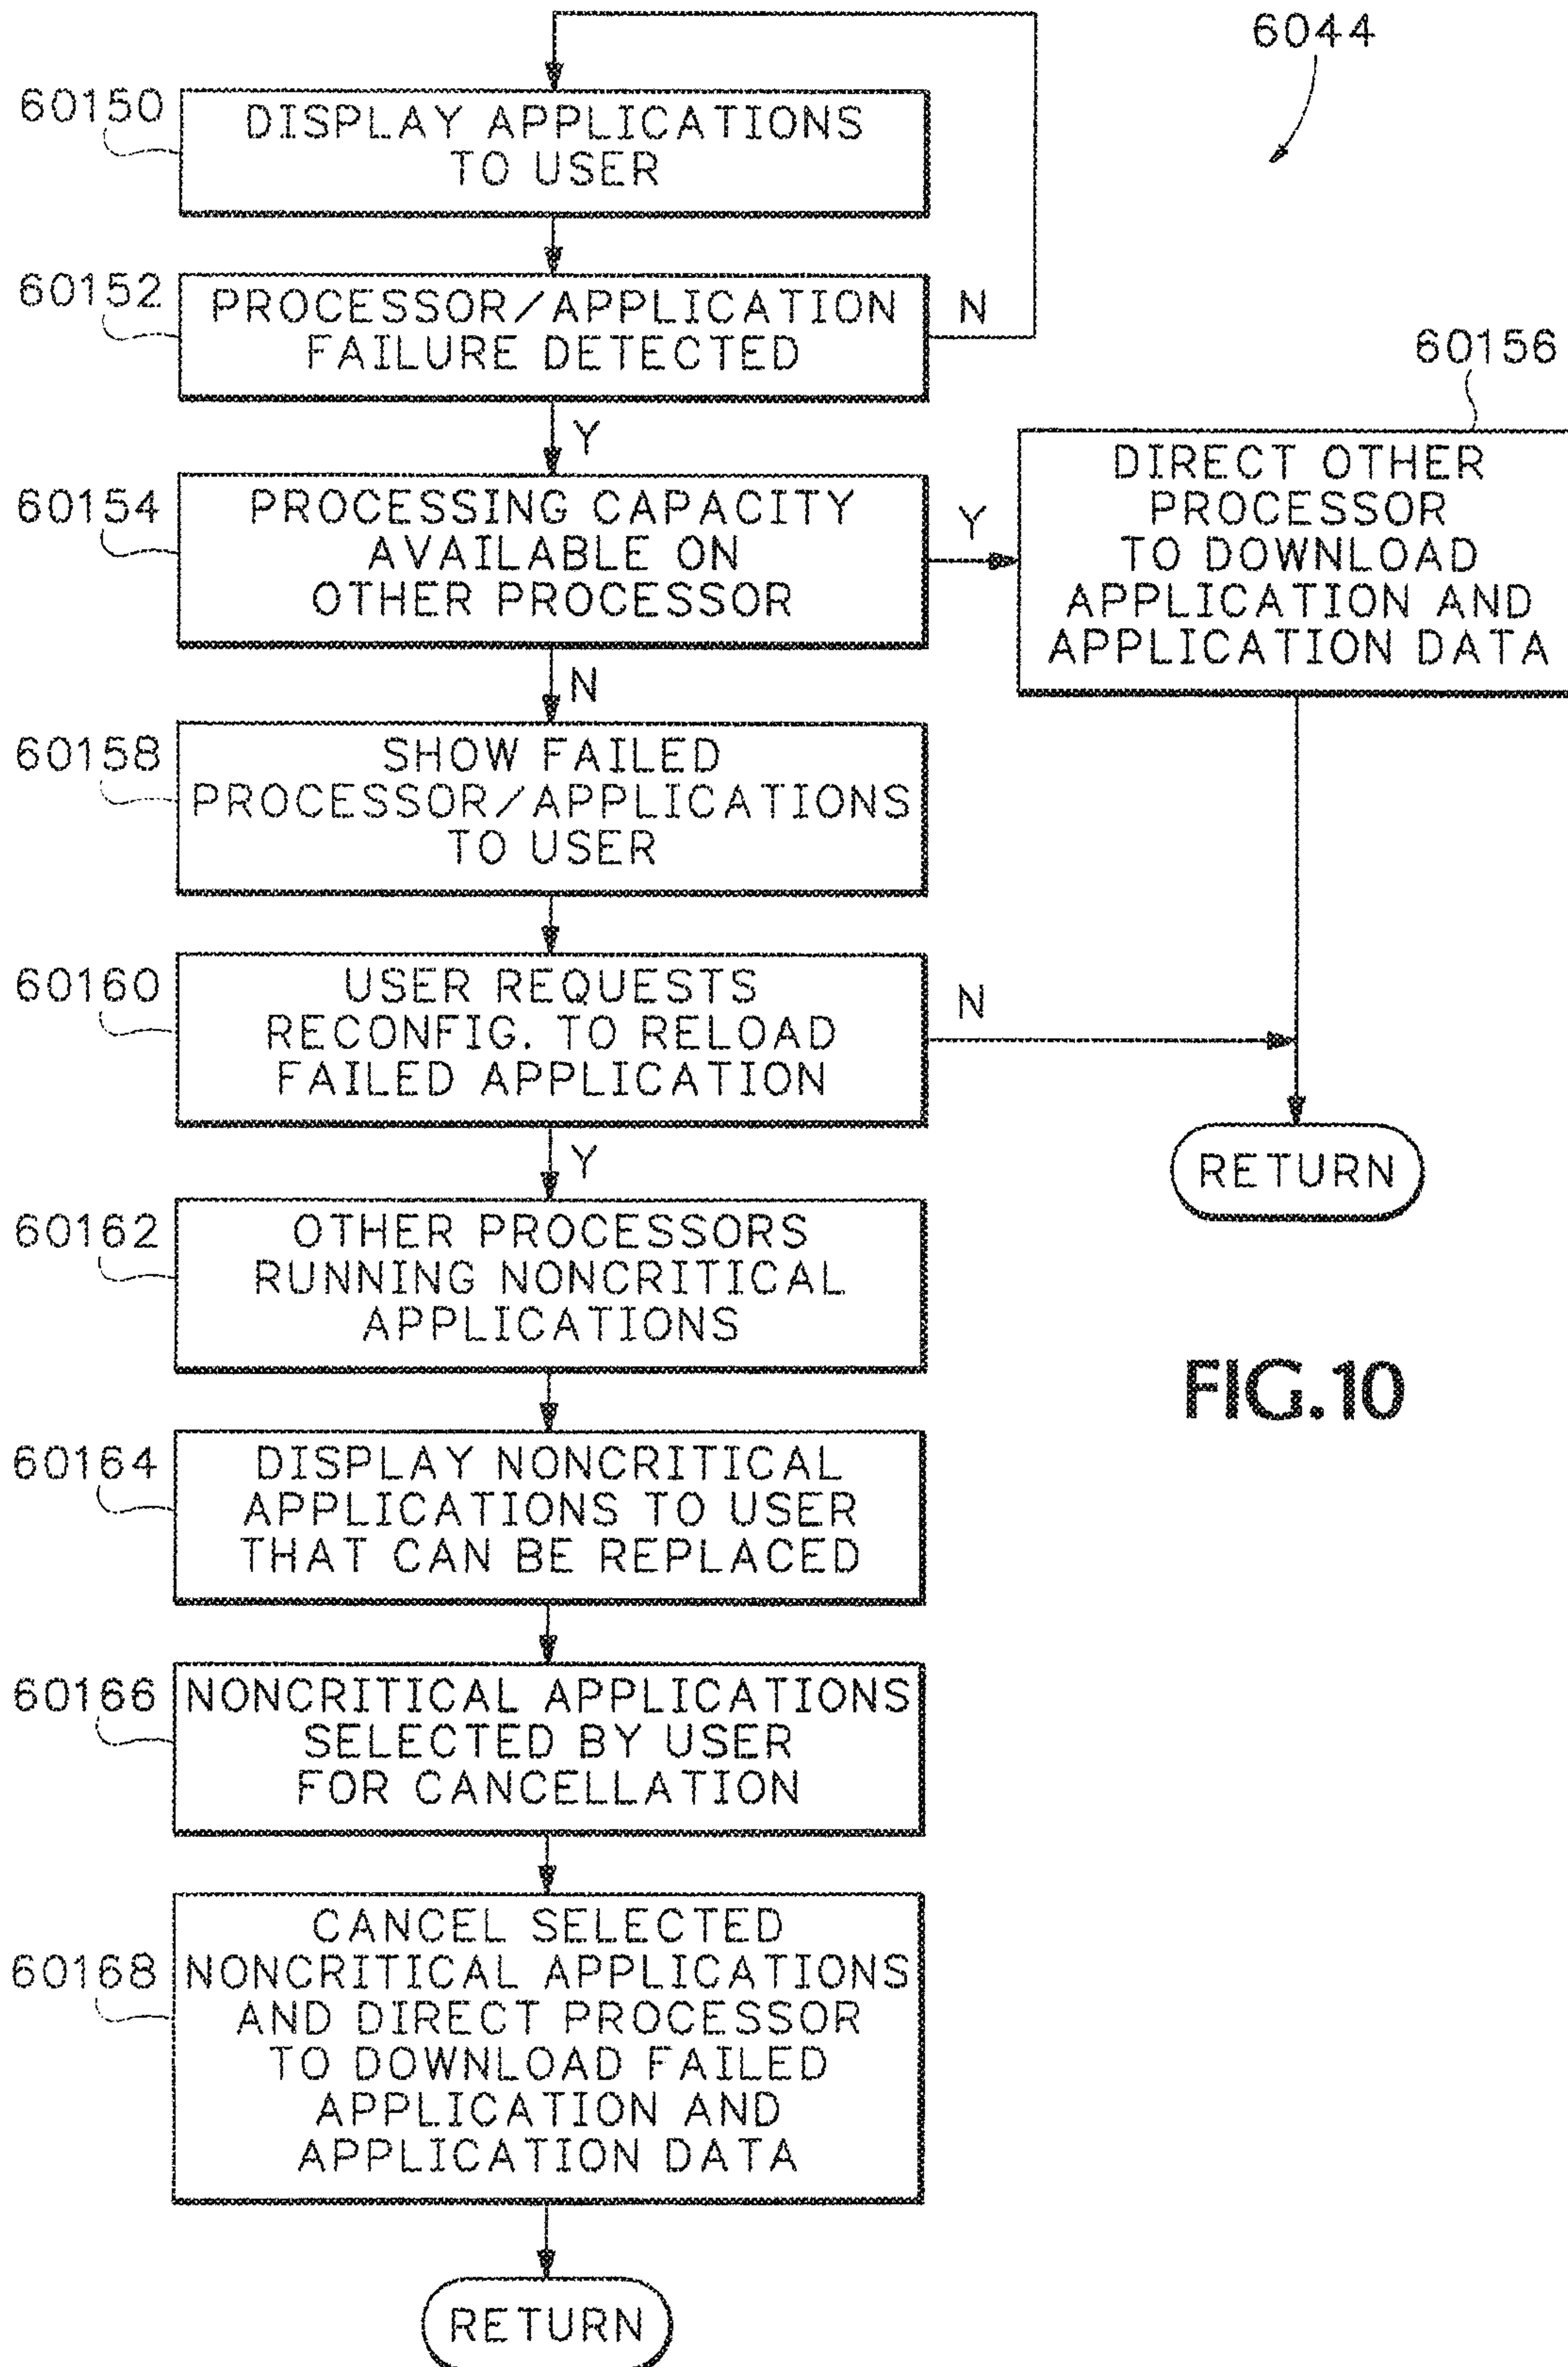 6044
60150
DISPLAY APPLICATIONS
TO USER
60152
PROCESSOR/APPLICATION
FAILURE DETECTED
N
Y
60154
PROCESSING CAPACITY
AVAILABLE ON
OTHER PROCESSOR
Y
60156
DIRECT OTHER
PROCESSOR
TO DOWNLOAD
APPLICATION AND
APPLICATION DATA
N
60158
SHOW FAILED
PROCESSOR/APPLICATIONS
TO USER
60160
USER REQUESTS
RECONFIG. TO RELOAD
FAILED APPLICATION
N
RETURN
Y
60162
OTHER PROCESSORS
RUNNING NONCRITICAL
APPLICATIONS
60164
DISPLAY NONCRITICAL
APPLICATIONS TO USER
THAT CAN BE REPLACED
60166
NONCRITICAL APPLICATIONS
SELECTED BY USER
FOR CANCELLATION
60168
CANCEL SELECTED
NONCRITICAL APPLICATIONS
AND DIRECT PROCESSOR
TO DOWNLOAD FAILED
APPLICATION AND
APPLICATION DATA
RETURN
FIG.10